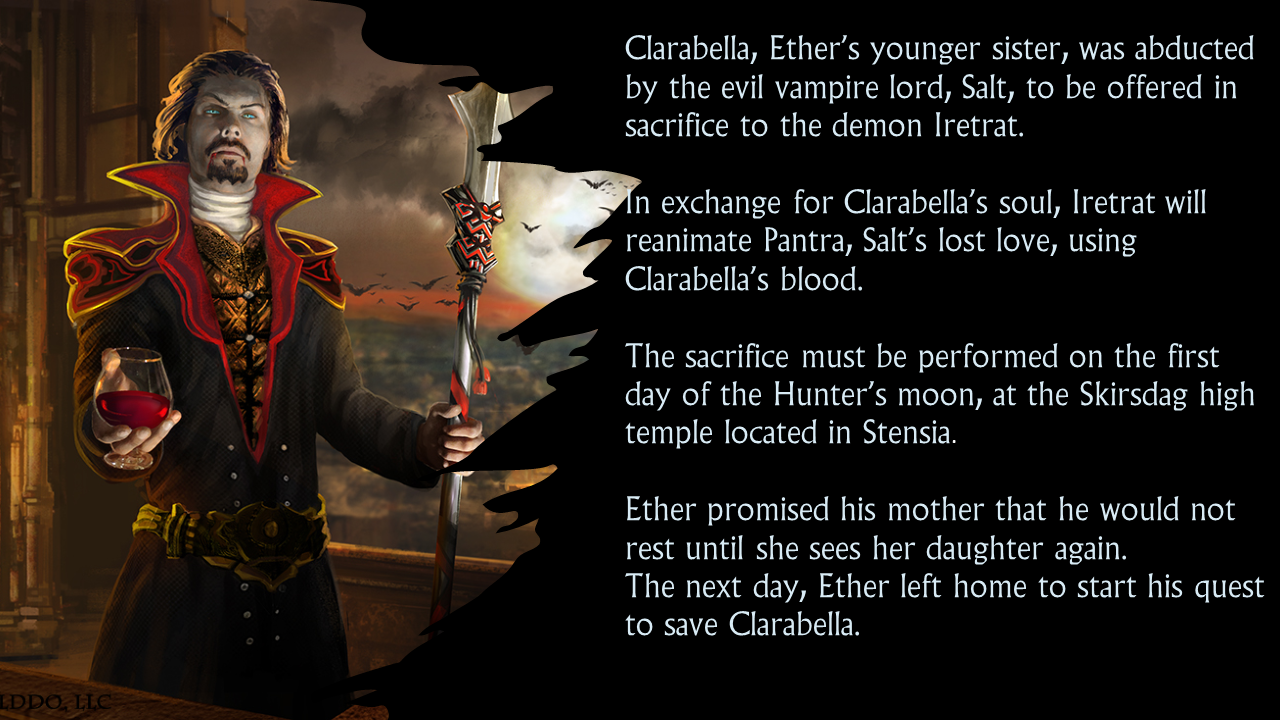 Clarabella, Ether's younger sister, was abducted
by the evil vampire lord, Salt, to be offered in
sacrifice to the demon Iretrat.
In exchange for Clarabella's soul, Iretrat will
reanimate Pantra, Salt's lost love, using
Clarabella's blood.
The sacrifice must be performed on the first
day of the Hunter's moon, at the Skirsdag high
temple located in Stensia.
Ether promised his mother that he would not
rest until she sees her daughter again.
The next day, Ether left home to start his quest
to save Clarabella.
LDDO, LLC